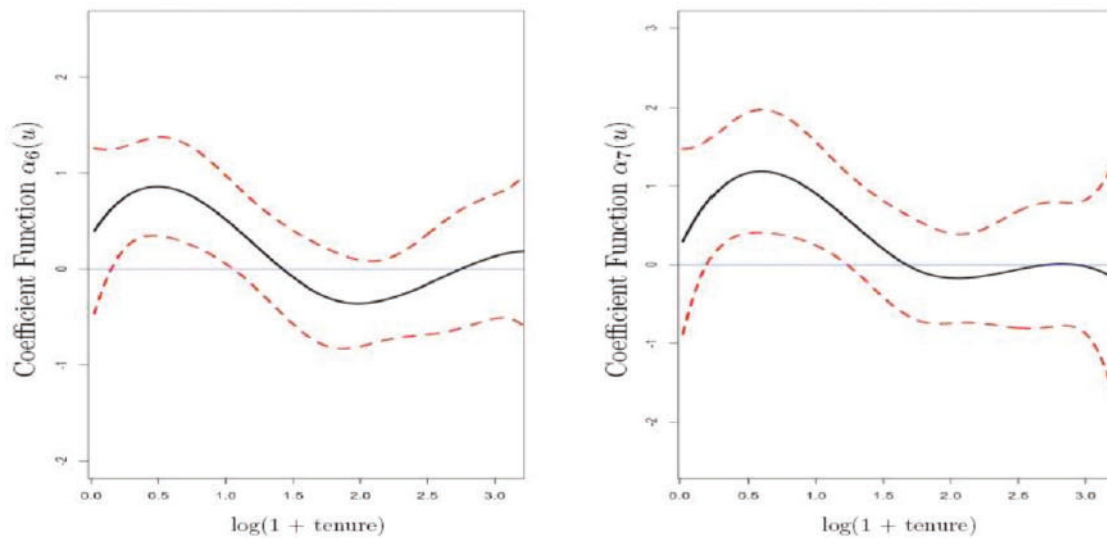 Coefficient Function α₆(u)
2
1
0
-1
-2
0.0 0.5 1.0 1.5 2.0 2.5 3.0
log(1 + tenure)
Coefficient Function α₇(u)
3
2
1
0
-1
-2
0.0 0.5 1.0 1.5 2.0 2.5 3.0
log(1 + tenure)